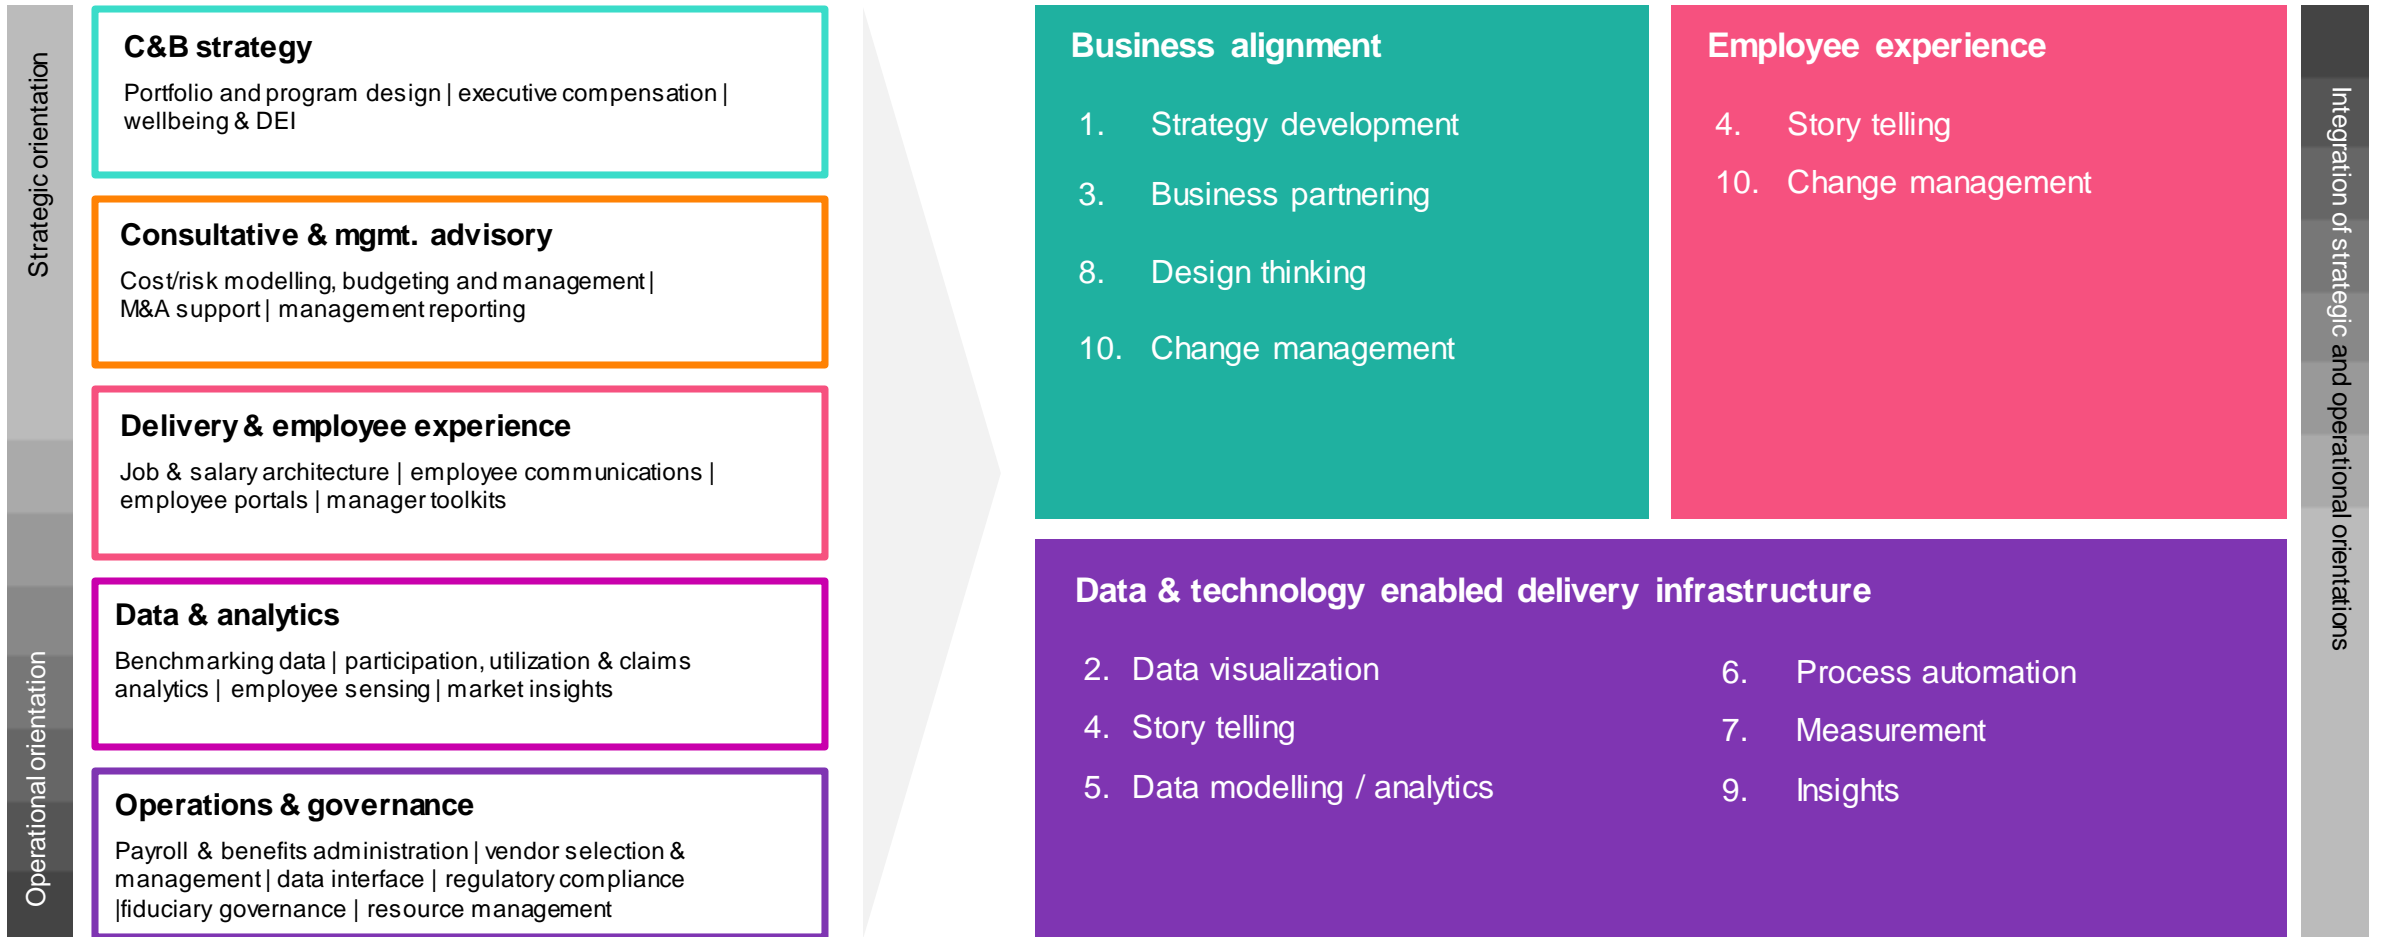 Strategic orientation
Operational orientation
C&B strategy
Portfolio and program design | executive compensation |
wellbeing & DEI
Consultative & mgmt. advisory
Cost/risk modelling, budgeting and management |
M&A support | management reporting
Delivery & employee experience
Job & salary architecture | employee communications |
employee portals | manager toolkits
Data & analytics
Benchmarking data | participation, utilization & claims
analytics | employee sensing | market insights
Operations & governance
Payroll & benefits administration | vendor selection &
management | data interface | regulatory compliance
|fiduciary governance | resource management
Business alignment
1. Strategy development
3. Business partnering
8. Design thinking
10. Change management
Employee experience
4. Story telling
10. Change management
Data & technology enabled delivery infrastructure
2. Data visualization
4. Story telling
5. Data modelling / analytics
6. Process automation
7. Measurement
9. Insights
Integration of strategic and operational orientations